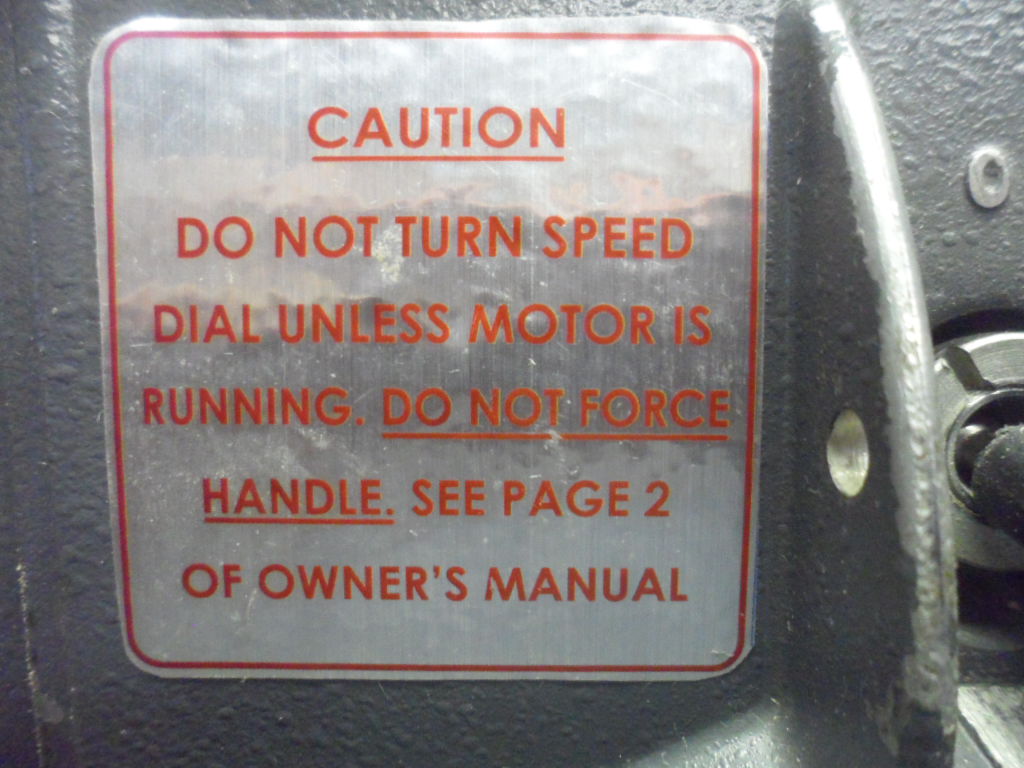 CAUTION
DO NOT TURN SPEED
DIAL UNLESS MOTOR IS
RUNNING. DO NOT FORCE
HANDLE. SEE PAGE 2
OF OWNER'S MANUAL